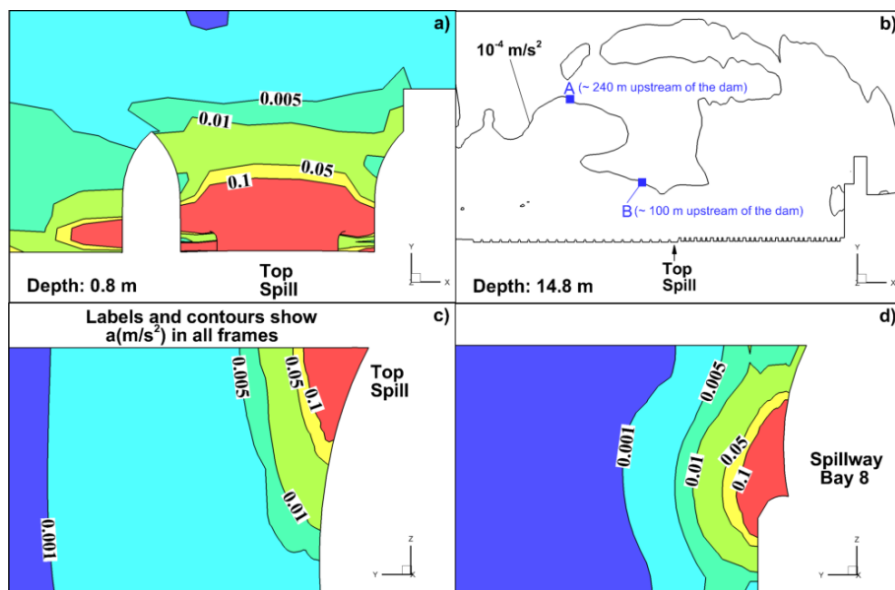 a)
0.005
0.01
0.05
0.1
Top
Spill
Depth: 0.8 m
Y
Z
X
b)
10⁻⁴ m/s²
A (~ 240 m upstream of the dam)
B (~ 100 m upstream of the dam)
Top
Spill
Depth: 14.8 m
Y
Z
X
Labels and contours show
a(m/s²) in all frames
c)
0.005
0.05
0.1
0.01
0.001
Top
Spill
Z
Y
X
d)
0.005
0.001
0.01
0.05
0.1
Spillway
Bay 8
Z
Y
X